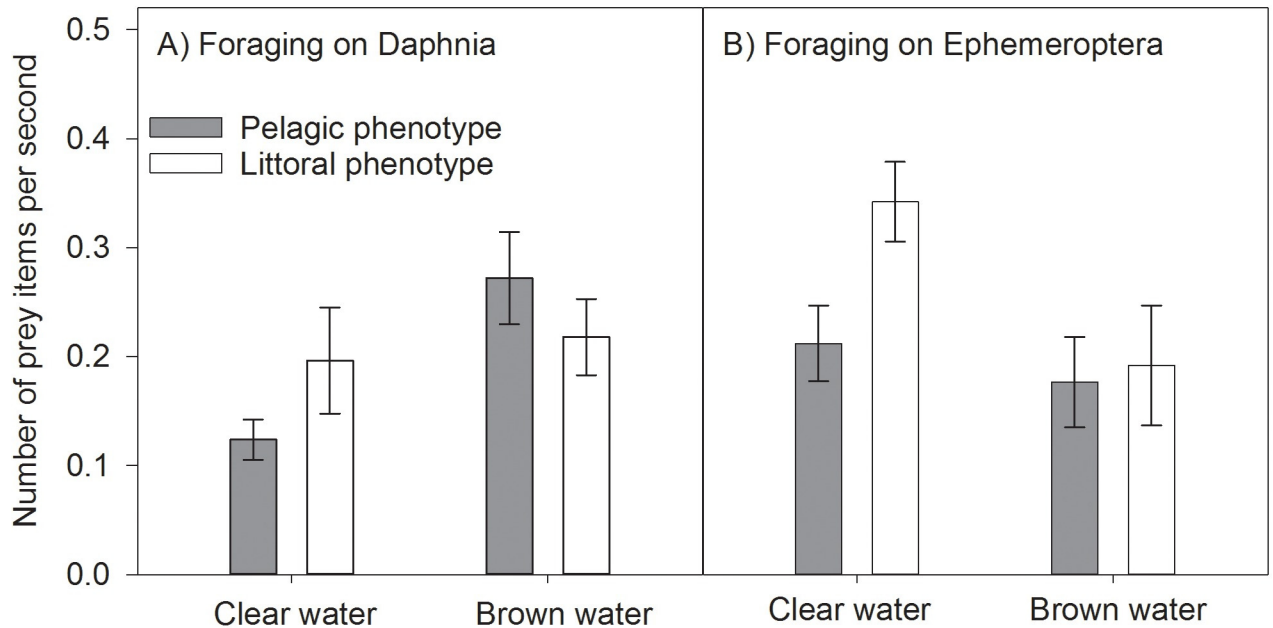 Number of prey items per second
0.5
0.4
0.3
0.2
0.1
0.0
A) Foraging on Daphnia
Pelagic phenotype
Littoral phenotype
Clear water
Brown water
B) Foraging on Ephemeroptera
Clear water
Brown water